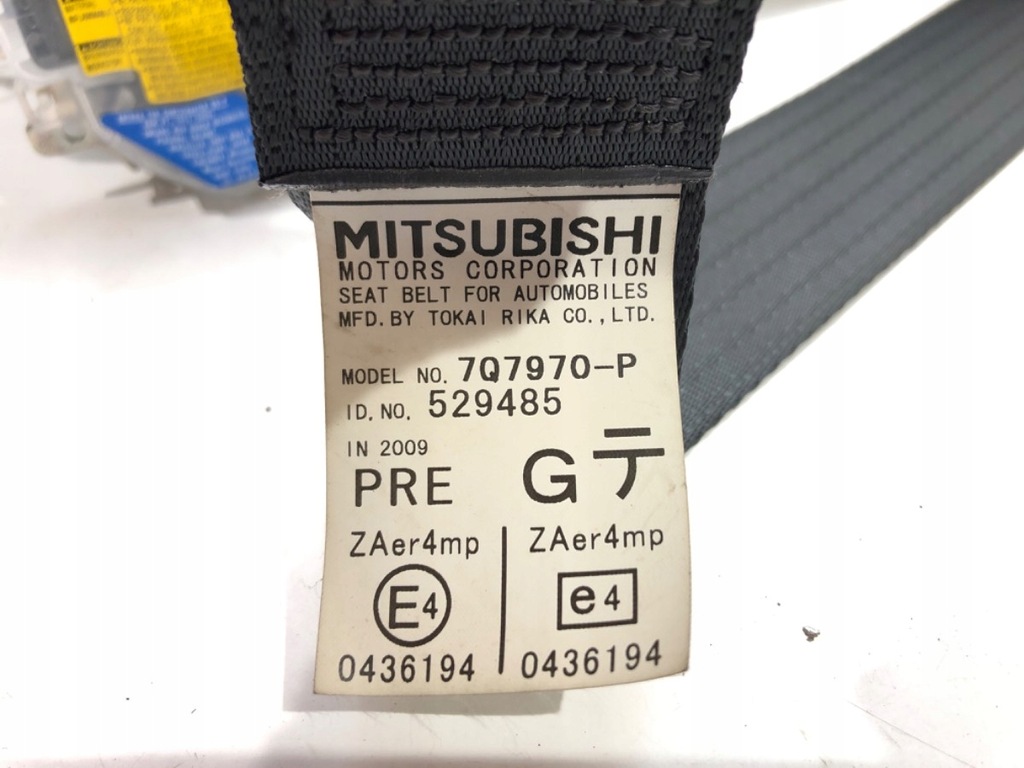 MITSUBISHI
MOTORS CORPORATION
SEAT BELT FOR AUTOMOBILES
MFD. BY TOKAI RIKA CO., LTD.
MODEL NO. 7Q7970-P
ID. NO. 529485
IN 2009
PRE G テ
ZAer4mp ZAer4mp
E4 e4
0436194 0436194